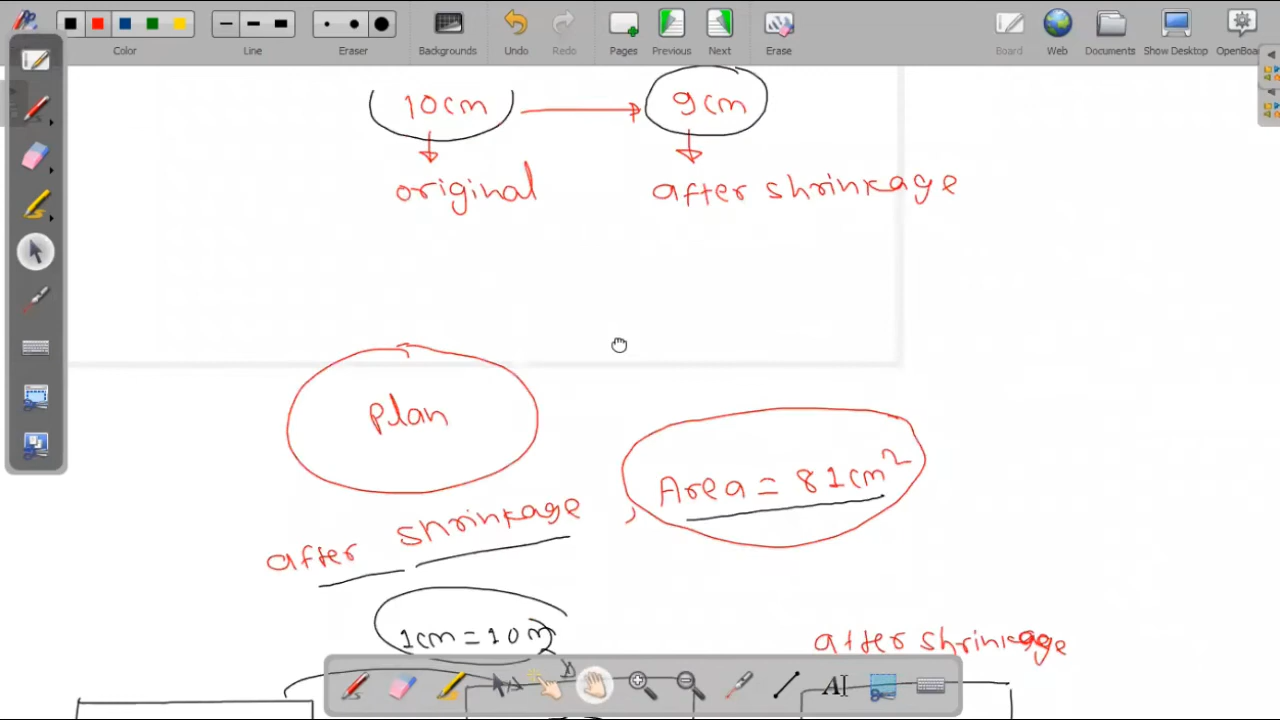 Color
Line
Eraser
Backgrounds
Undo
Redo
Pages
Previous
Next
Erase
Board
Web
Documents
Show Desktop
OpenBoa
10cm
9cm
original
after shrinkage
Plan
Area = 81cm²
after shrinkage ,
1cm = 10m
after shrinkage